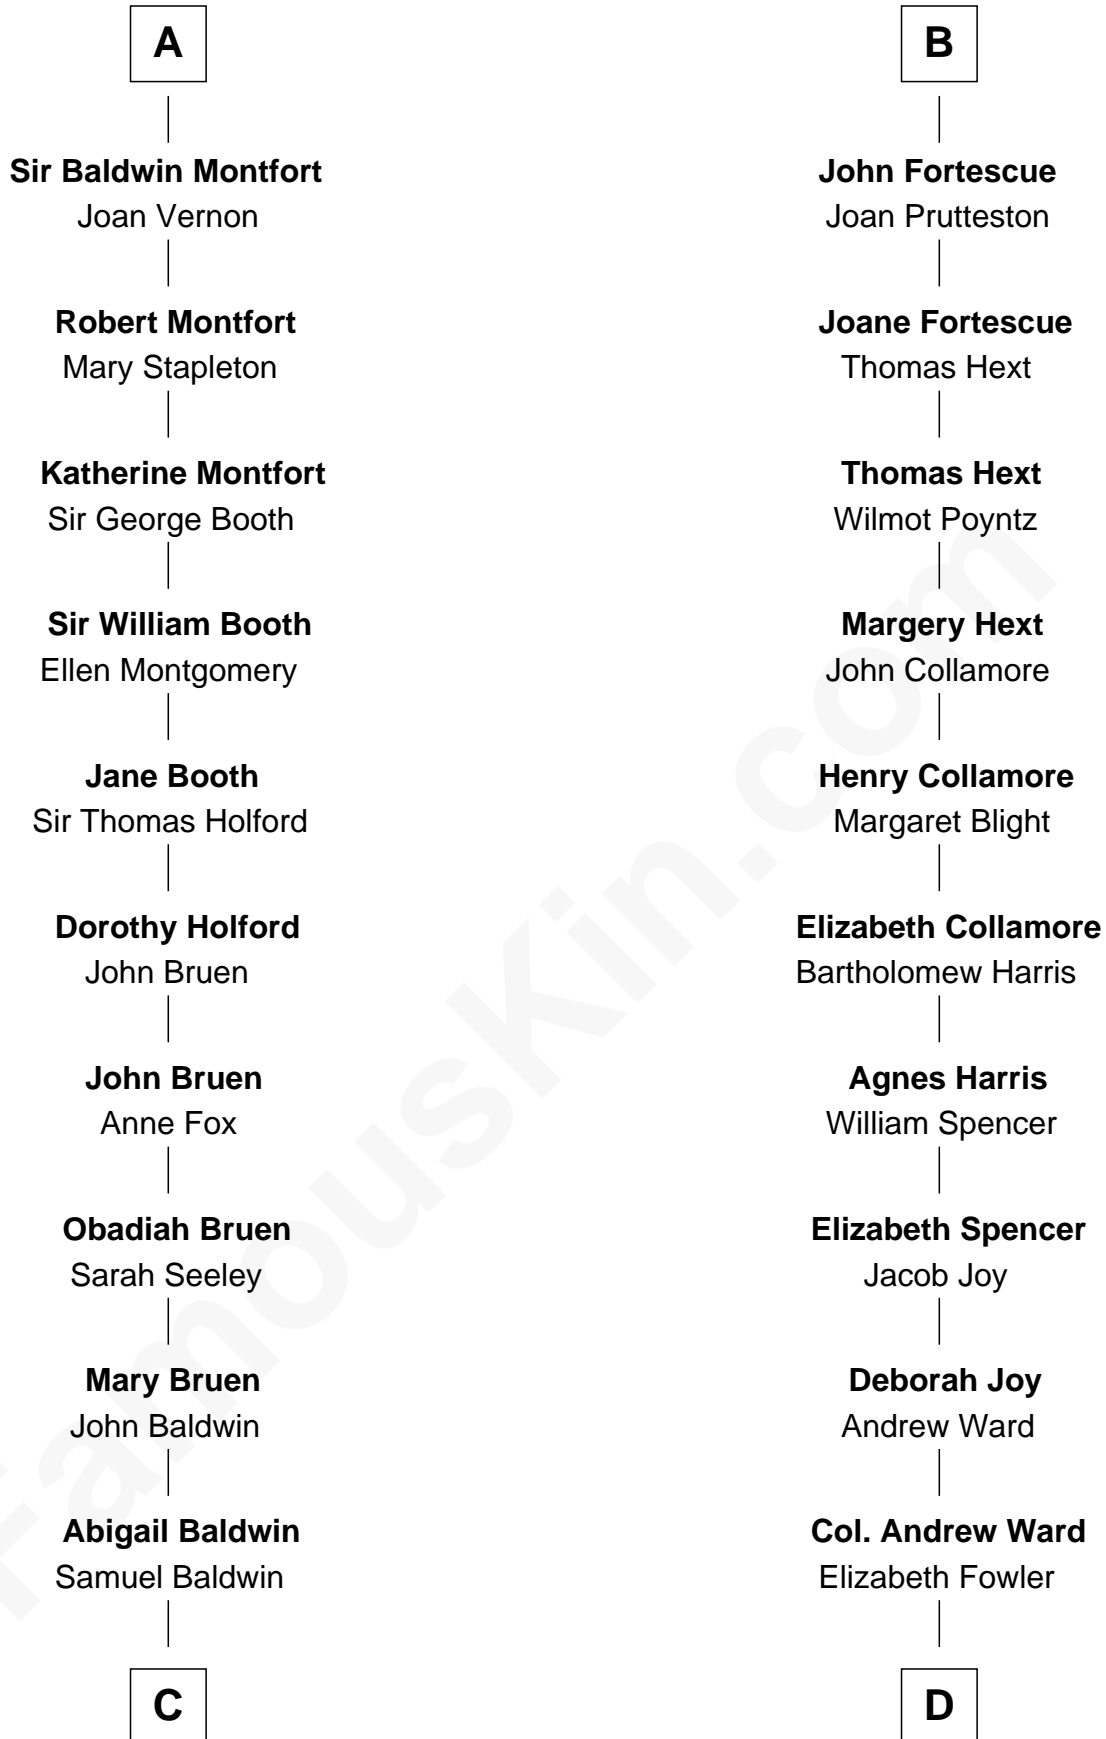 A
Sir Baldwin Montfort
Joan Vernon
Robert Montfort
Mary Stapleton
Katherine Montfort
Sir George Booth
Sir William Booth
Ellen Montgomery
Jane Booth
Sir Thomas Holford
Dorothy Holford
John Bruen
John Bruen
Anne Fox
Obadiah Bruen
Sarah Seeley
Mary Bruen
John Baldwin
Abigail Baldwin
Samuel Baldwin
C
B
John Fortescue
Joan Prutteston
Joane Fortescue
Thomas Hext
Thomas Hext
Wilmot Poyntz
Margery Hext
John Collamore
Henry Collamore
Margaret Blight
Elizabeth Collamore
Bartholomew Harris
Agnes Harris
William Spencer
Elizabeth Spencer
Jacob Joy
Deborah Joy
Andrew Ward
Col. Andrew Ward
Elizabeth Fowler
D
FamousKin.com